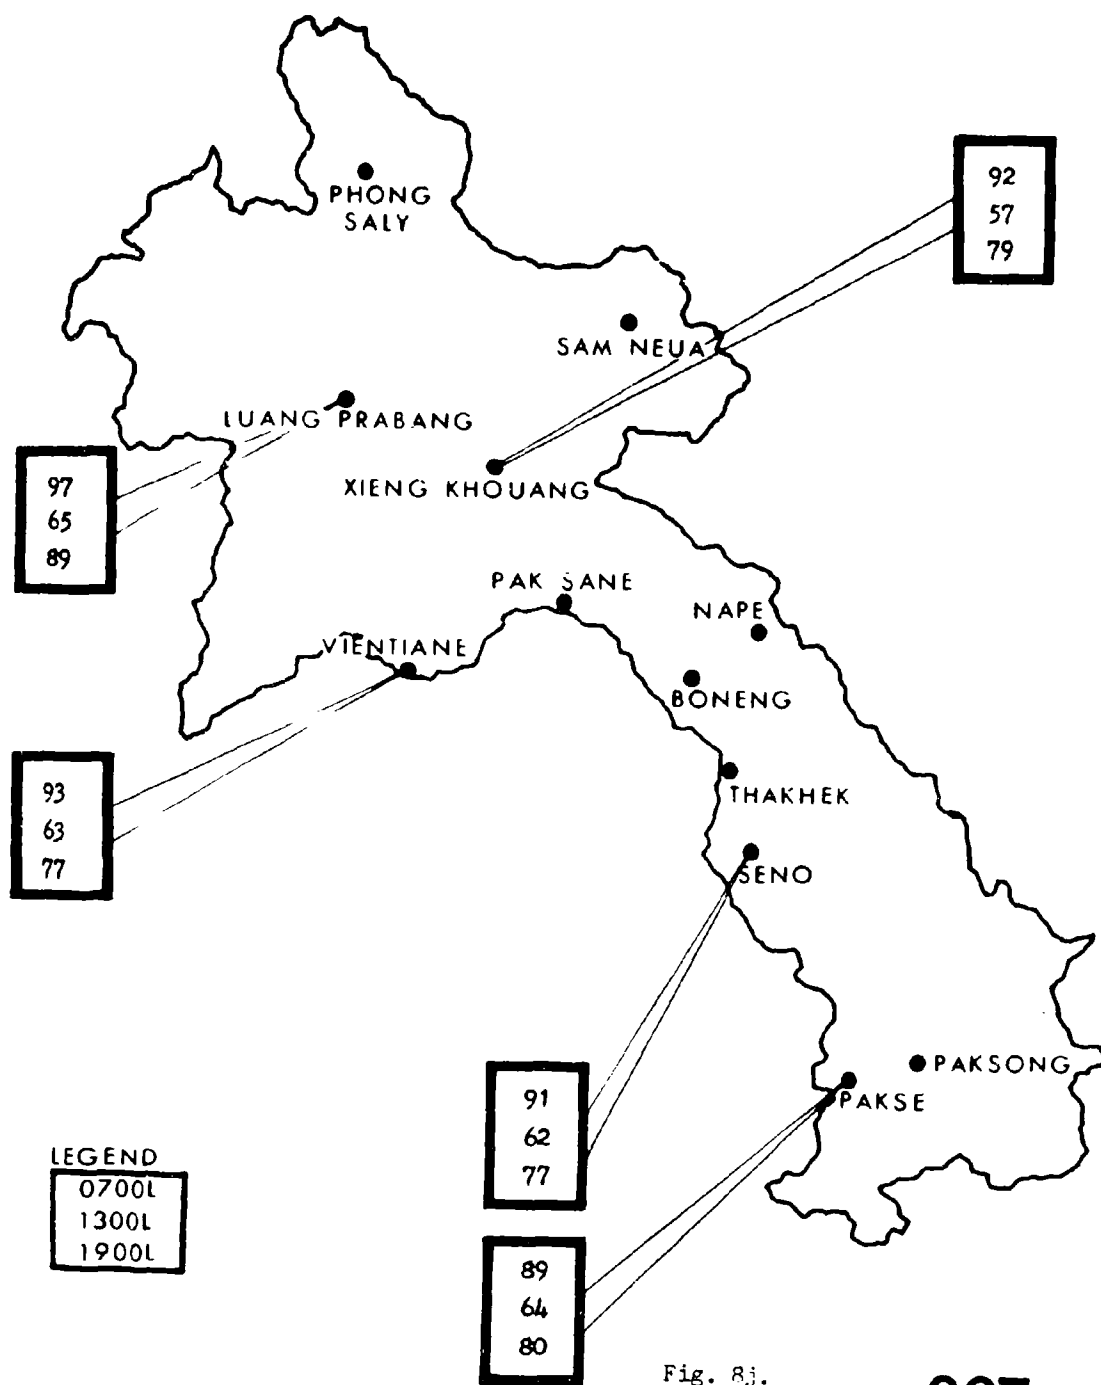 PHONG
SALY
92
57
79
SAM NEUA
LUANG PRABANG
97
65
89
XIENG KHOUANG
PAK SANE
NAPE
VIENTIANE
BONENG
93
63
77
THAKHEK
SENO
91
62
77
PAKSONG
PAKSE
LEGEND
0700L
1300L
1900L
89
64
80
Fig. 8j.